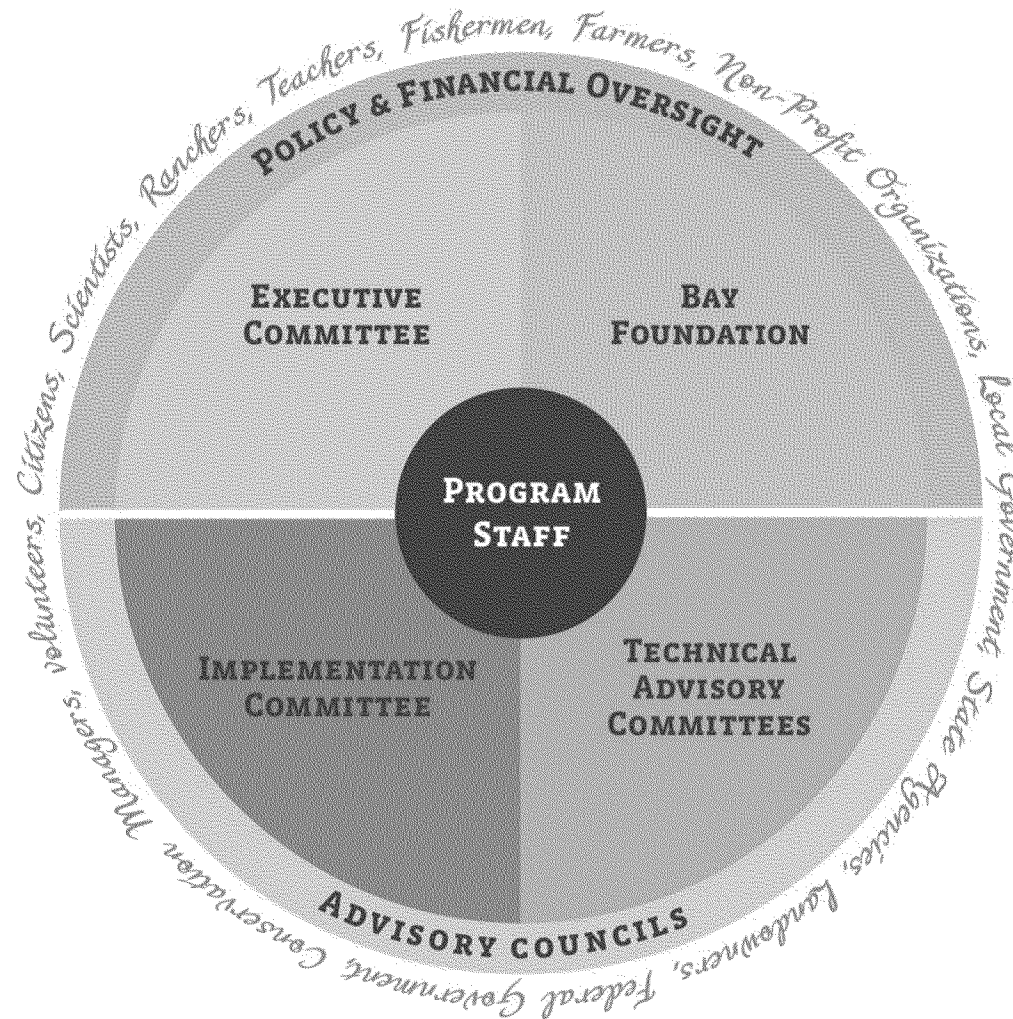 Volunteers, Citizens, Scientists, Ranchers, Teachers, Fishermen, Farmers, Non-Profit Organizations, Local Government, State Agencies, Landowners, Federal Government, Conservation Managers,
POLICY & FINANCIAL OVERSIGHT
EXECUTIVE
COMMITTEE
BAY
FOUNDATION
PROGRAM
STAFF
IMPLEMENTATION
COMMITTEE
TECHNICAL
ADVISORY
COMMITTEES
ADVISORY COUNCILS